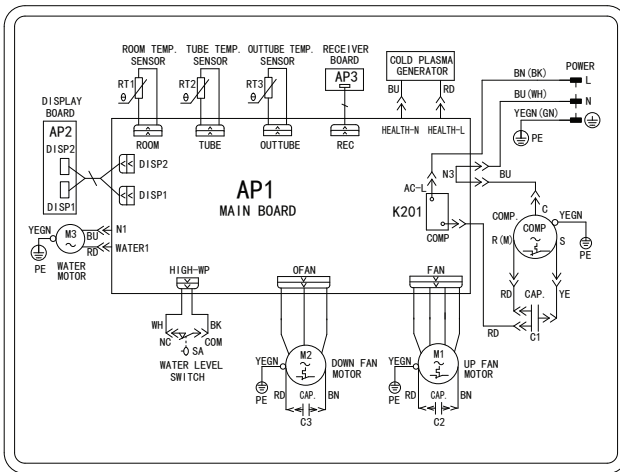 ROOM TEMP. SENSOR
TUBE TEMP. SENSOR
OUTTUBE TEMP. SENSOR
RECEIVER BOARD
COLD PLASMA GENERATOR
POWER
RT1
θ
RT2
θ
RT3
θ
AP3
BU
RD
BN(BK)
L
BU(WH)
N
YEGN(GN)
PE
DISPLAY BOARD
AP2
DISP2
DISP1
ROOM
TUBE
OUTTUBE
REC
HEALTH-N
HEALTH-L
DISP2
DISP1
AP1
MAIN BOARD
AC-L
K201
COMP
N3
BU
COMP.
C
YEGN
COMP
R(M)
S
PE
RD
CAP.
YE
C1
RD
YEGN
M3
BU
N1
RD
WATER1
PE
WATER MOTOR
HIGH-WP
OFAN
FAN
WH
BK
NC
COM
SA
WATER LEVEL SWITCH
YEGN
M2
DOWN FAN MOTOR
PE
RD
CAP.
BN
C3
YEGN
M1
UP FAN MOTOR
PE
RD
CAP.
BN
C2